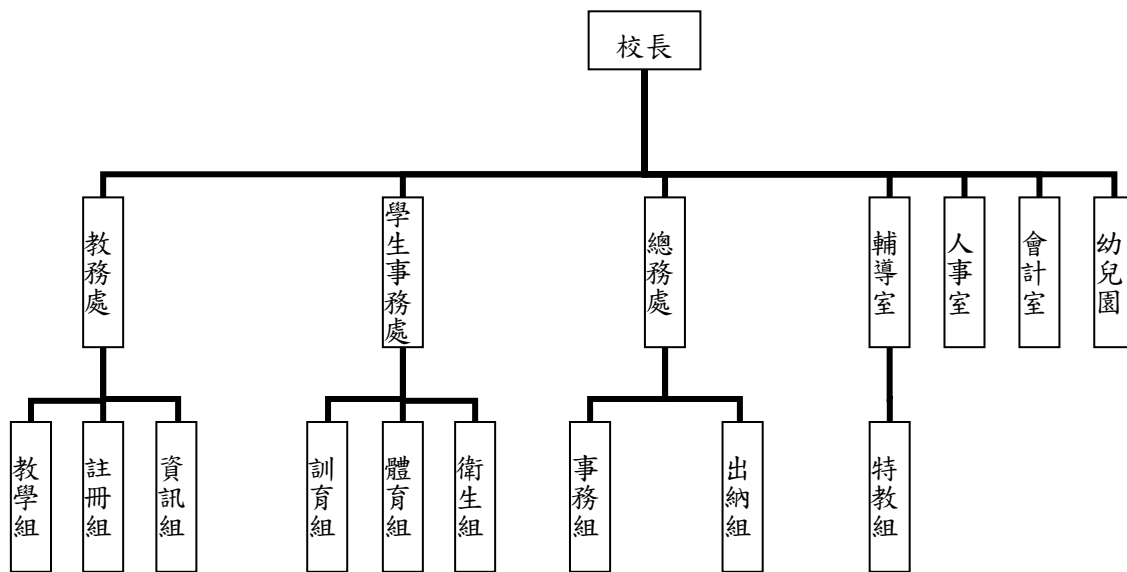 校長
教務處
學生事務處
總務處
輔導室
人事室
會計室
幼兒園
教學組
註冊組
資訊組
訓育組
體育組
衛生組
事務組
出納組
特教組